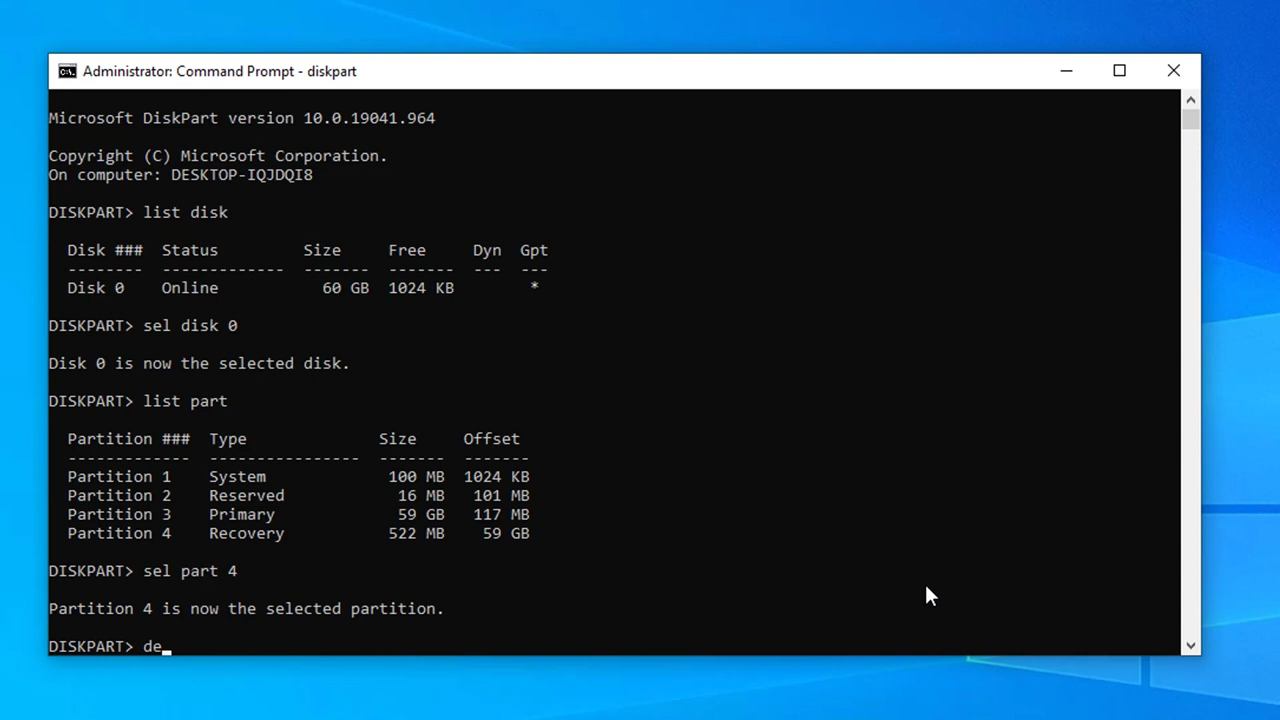 Administrator: Command Prompt - diskpart
Microsoft DiskPart version 10.0.19041.964
Copyright (C) Microsoft Corporation.
On computer: DESKTOP-IQJDQI8
DISKPART> list disk
Disk ###  Status         Size     Free     Dyn  Gpt
--------  -------------  -------  -------  ---  ---
Disk 0    Online           60 GB  1024 KB        *
DISKPART> sel disk 0
Disk 0 is now the selected disk.
DISKPART> list part
Partition ###  Type              Size     Offset
-------------  ----------------  -------  -------
Partition 1    System             100 MB  1024 KB
Partition 2    Reserved            16 MB   101 MB
Partition 3    Primary             59 GB   117 MB
Partition 4    Recovery           522 MB    59 GB
DISKPART> sel part 4
Partition 4 is now the selected partition.
DISKPART> de